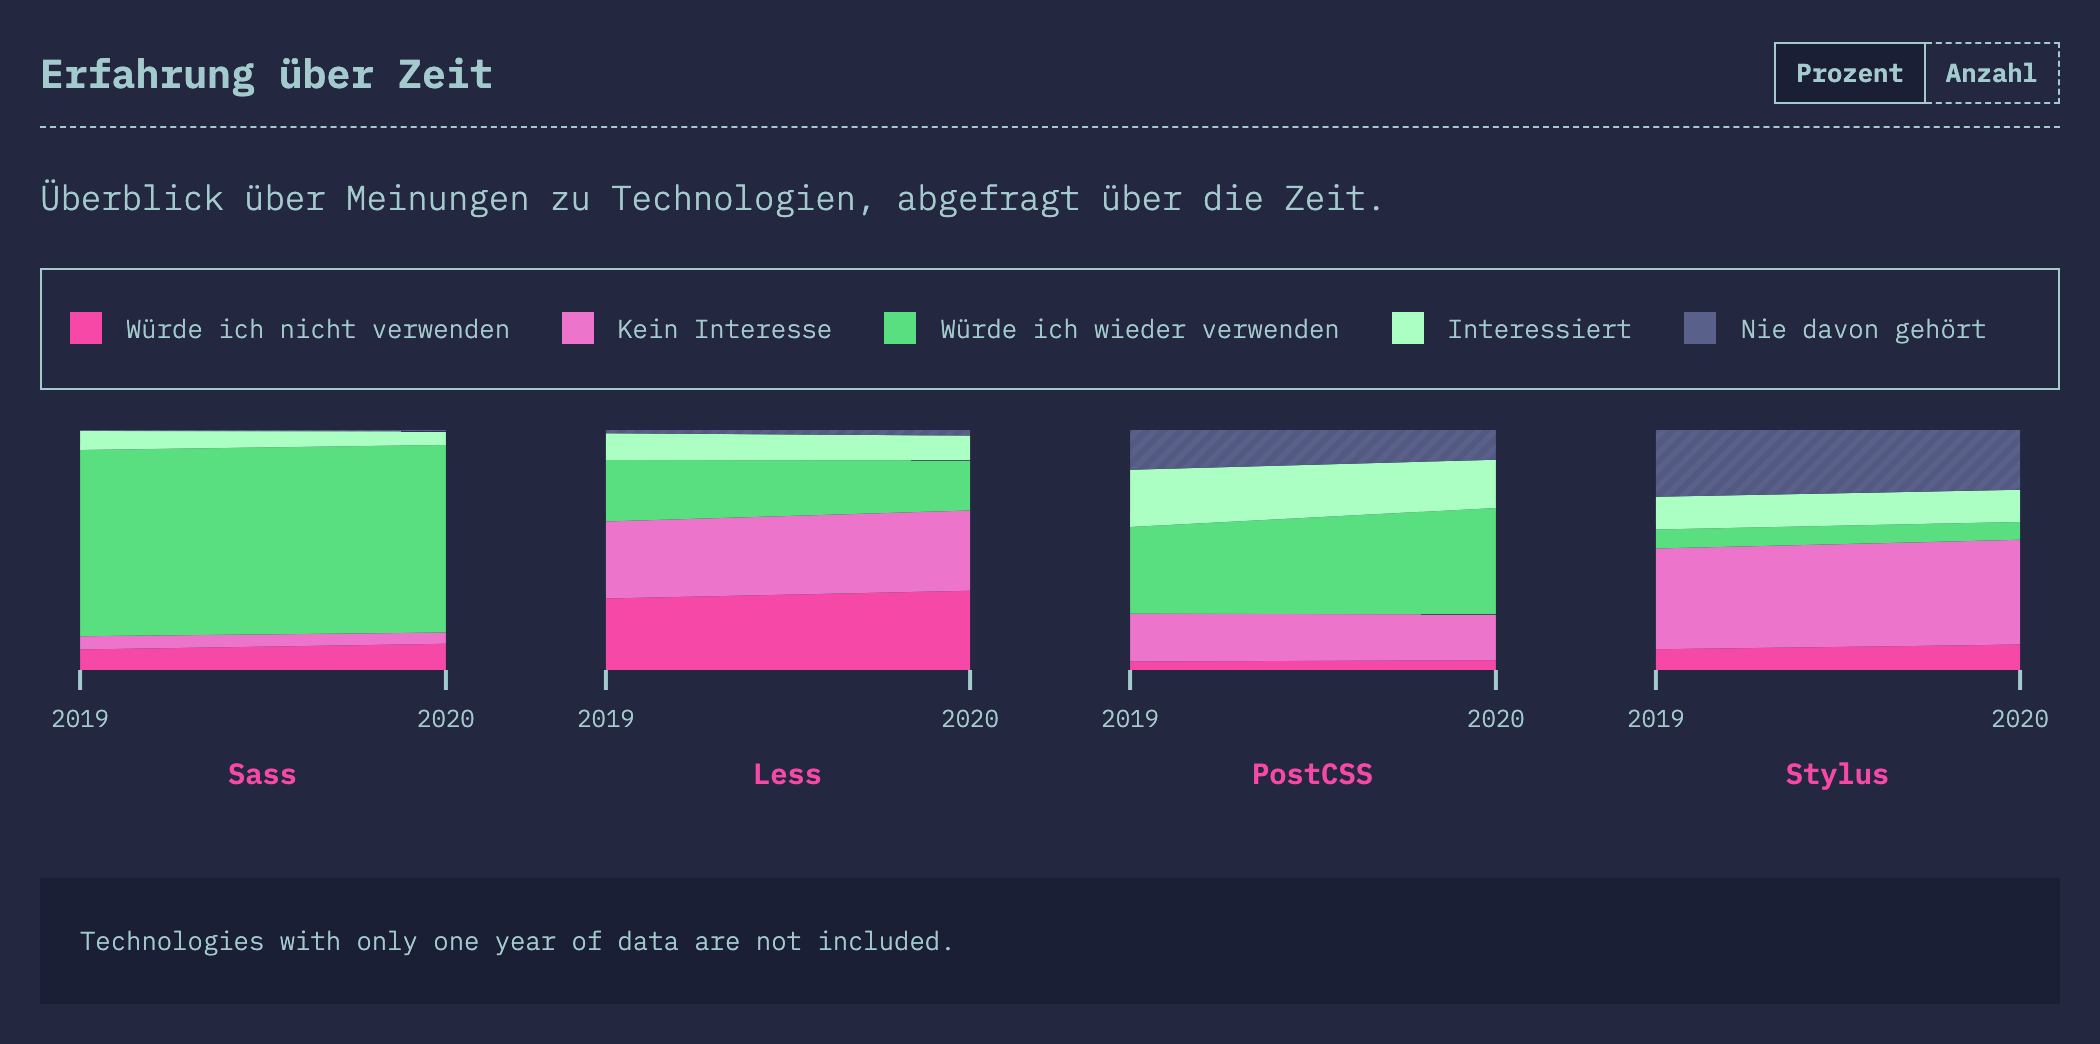 Erfahrung über Zeit
Prozent Anzahl
Überblick über Meinungen zu Technologien, abgefragt über die Zeit.
Würde ich nicht verwenden Kein Interesse Würde ich wieder verwenden Interessiert Nie davon gehört
2019 2020 2019 2020 2019 2020 2019 2020
Sass Less PostCSS Stylus
Technologies with only one year of data are not included.